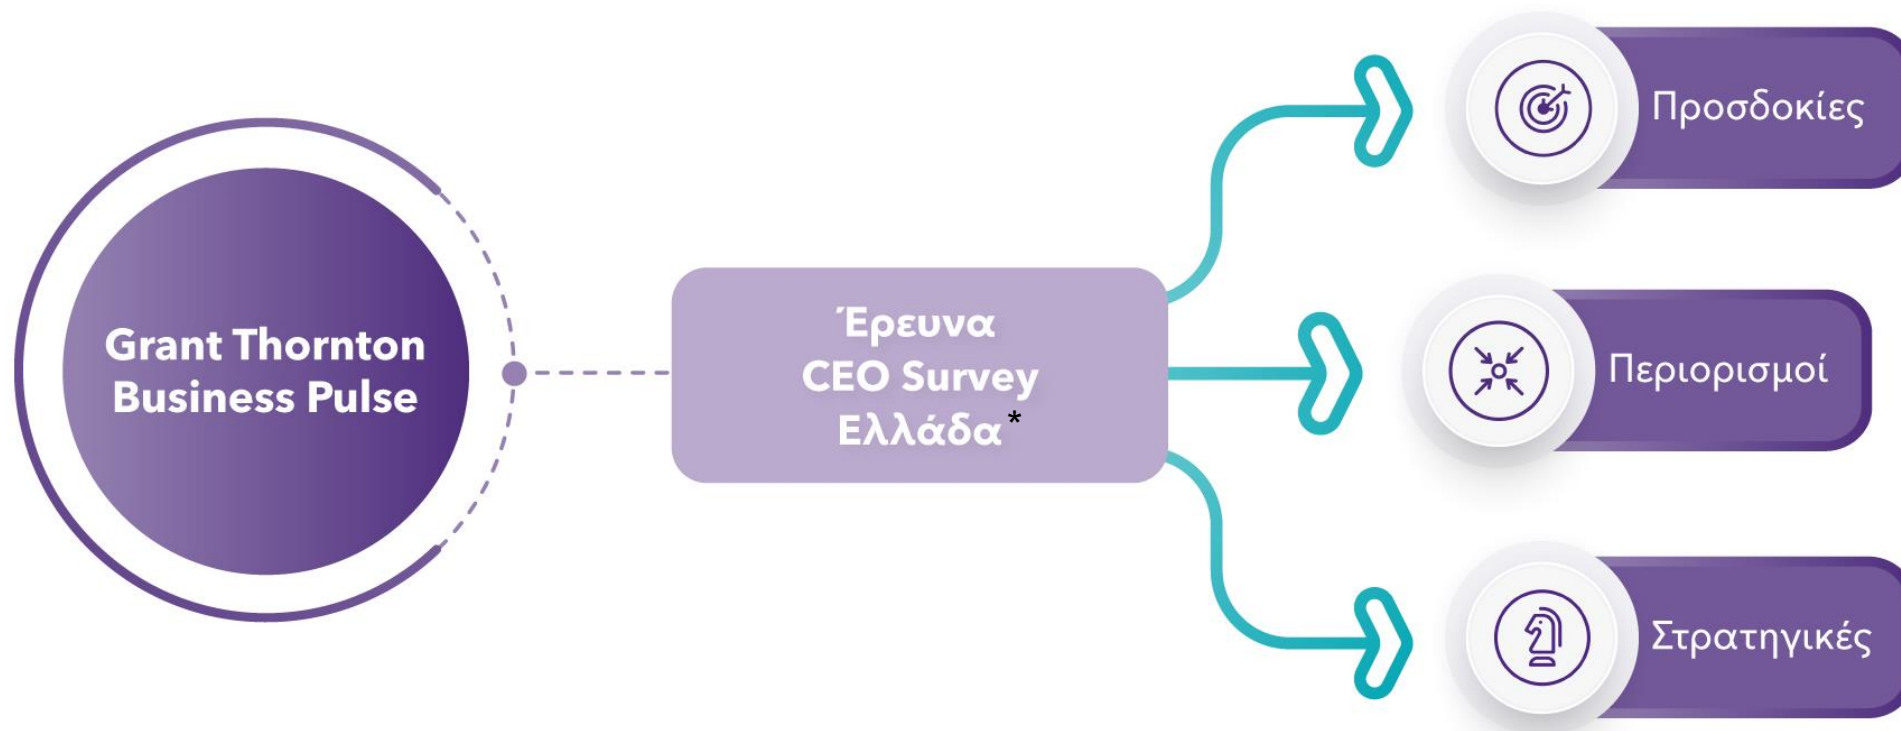 Grant Thornton
Business Pulse
Έρευνα
CEO Survey
Ελλάδα*
Προσδοκίες
Περιορισμοί
Στρατηγικές